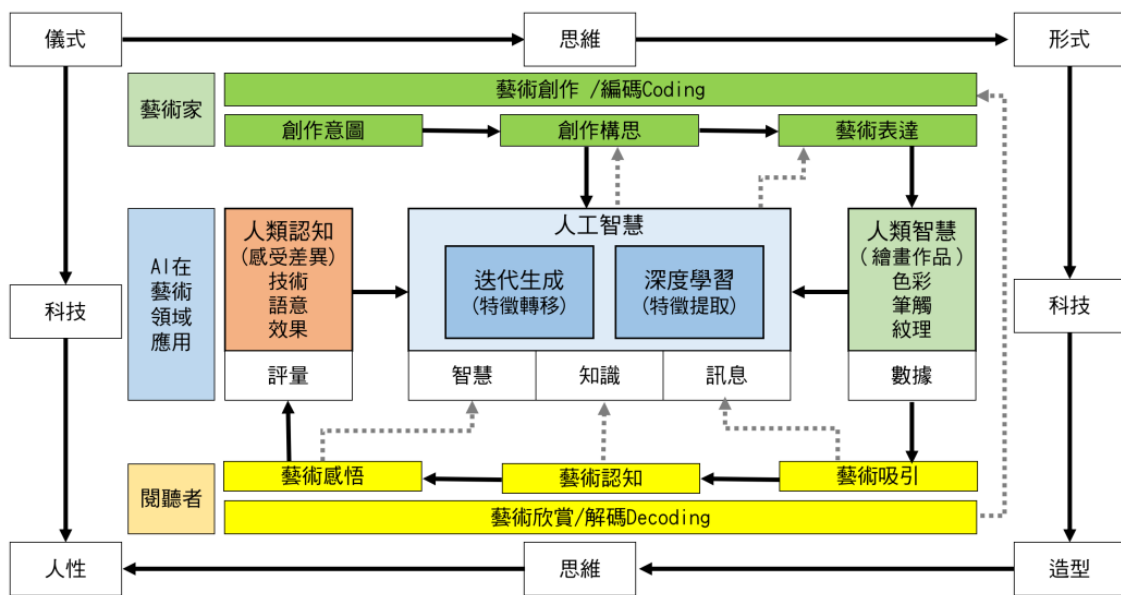 儀式
思維
形式
藝術家
藝術創作 /編碼Coding
創作意圖
創作構思
藝術表達
AI在
藝術
領域
應用
人類認知
(感受差異)
技術
語意
效果
評量
人工智慧
迭代生成
(特徵轉移)
深度學習
(特徵提取)
智慧
知識
訊息
人類智慧
(繪畫作品)
色彩
筆觸
紋理
數據
科技
科技
閱聽者
藝術感悟
藝術認知
藝術吸引
藝術欣賞/解碼Decoding
人性
思維
造型